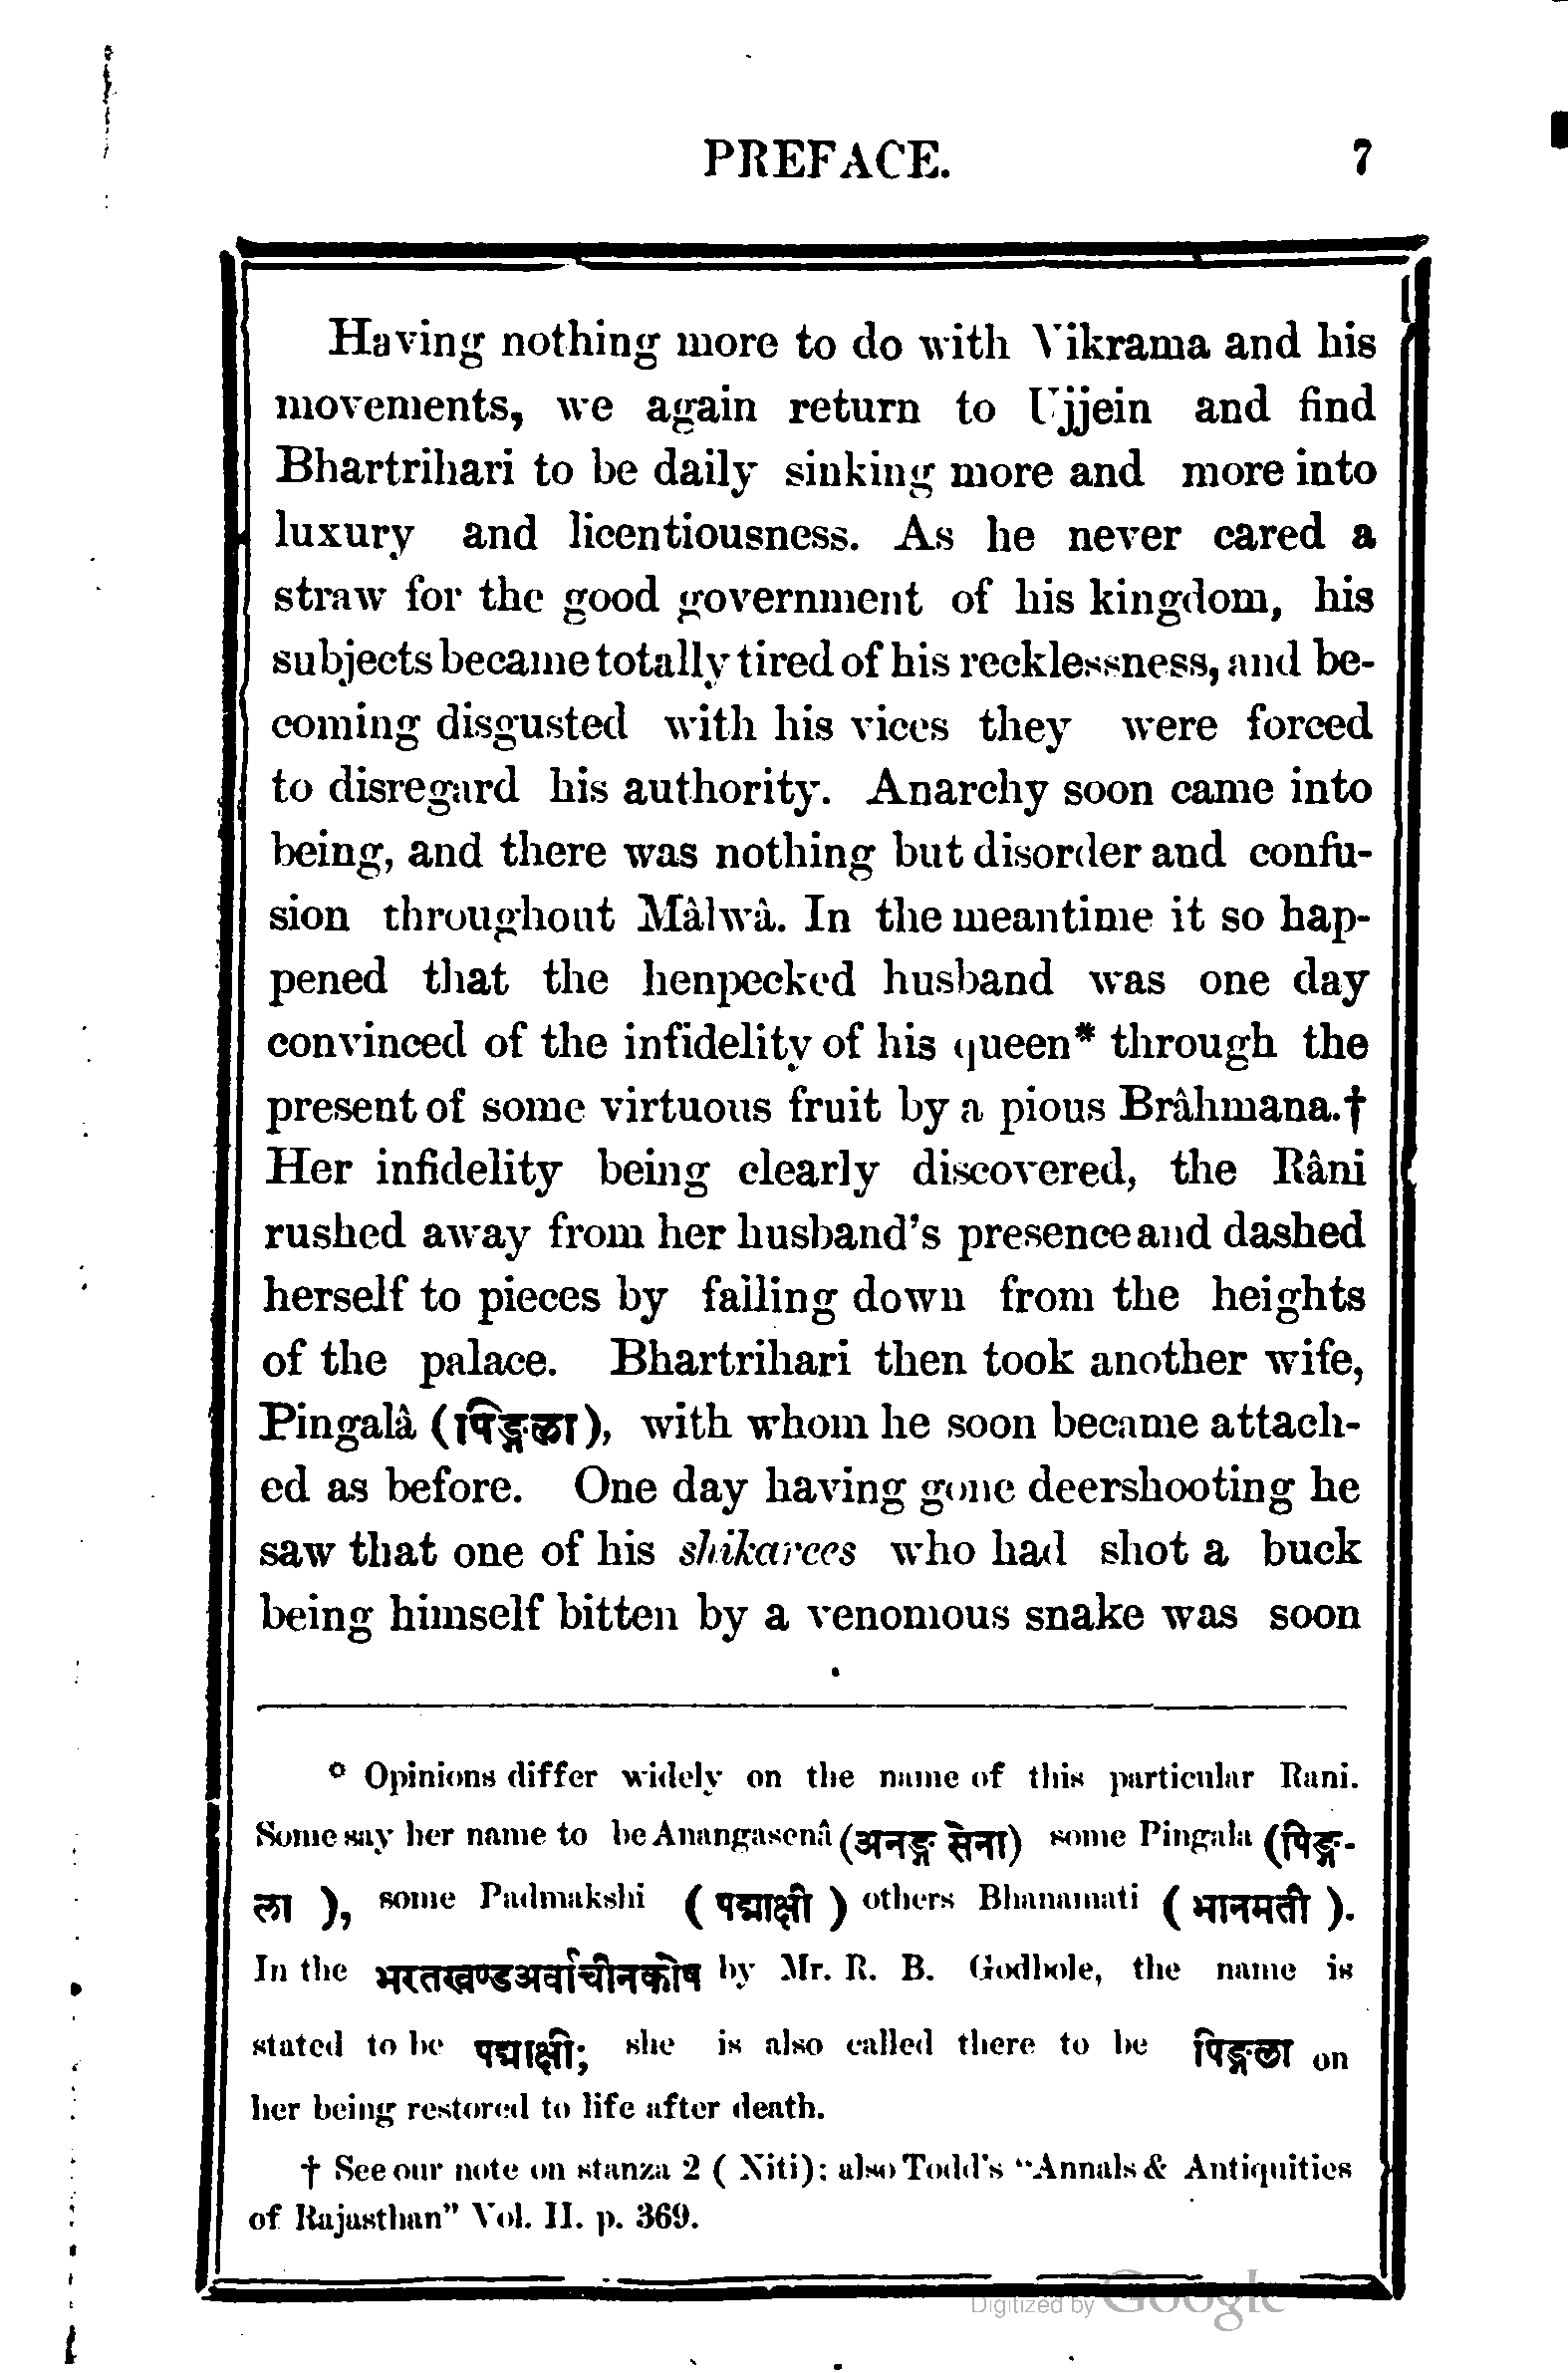 PREFACE. 7
Having nothing more to do with Vikrama and his
movements, we again return to Ujjein and find
Bhartrihari to be daily sinking more and more into
luxury and licentiousness. As he never cared a
straw for the good government of his kingdom, his
subjects became totally tired of his recklessness, and be-
coming disgusted with his vices they were forced
to disregard his authority. Anarchy soon came into
being, and there was nothing but disorder and confu-
sion throughout Mâlwâ. In the meantime it so hap-
pened that the henpecked husband was one day
convinced of the infidelity of his queen* through the
present of some virtuous fruit by a pious Brâhmana.†
Her infidelity being clearly discovered, the Râni
rushed away from her husband's presence and dashed
herself to pieces by falling down from the heights
of the palace. Bhartrihari then took another wife,
Pingalâ (पिङ्गला), with whom he soon became attach-
ed as before. One day having gone deershooting he
saw that one of his shikarees who had shot a buck
being himself bitten by a venomous snake was soon
* Opinions differ widely on the name of this particular Rani.
Some say her name to be Anangasenâ (अनङ्ग सेना) some Pingala (पिङ्ग-
ला ), some Padmakshi ( पद्माक्षी ) others Bhanamati ( भानमती ).
In the भरतखण्डअर्वाचीनकोष by Mr. R. B. Godbole, the name is
stated to be पद्माक्षी; she is also called there to be पिङ्गला on
her being restored to life after death.
† See our note on stanza 2 ( Niti); also Todd's "Annals & Antiquities
of Rajasthan" Vol. II. p. 369.
Digitized by Google